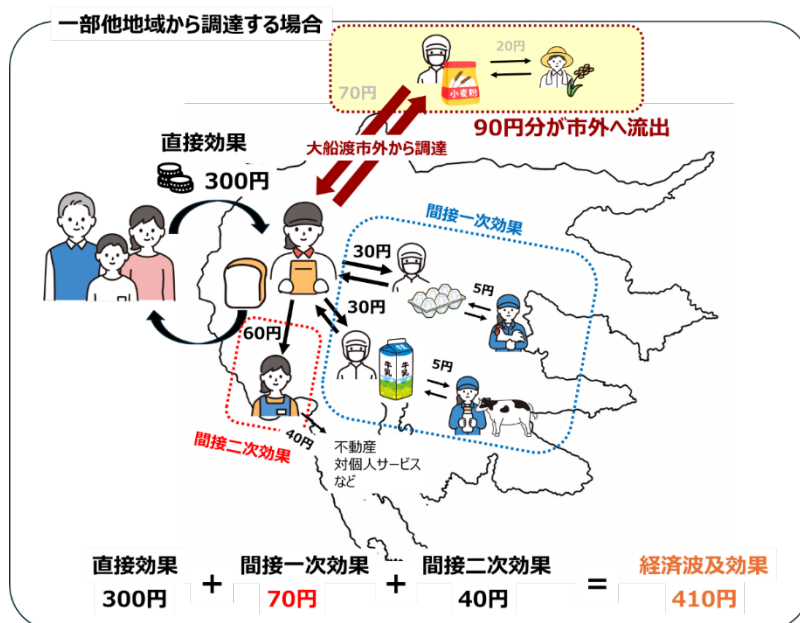 一部他地域から調達する場合
20円
小麦粉
70円
90円分が市外へ流出
大船渡市外から調達
直接効果
300円
間接一次効果
30円
5円
30円
60円
牛乳
5円
間接二次効果
40円
不動産
対個人サービス
など
直接効果 間接一次効果 間接二次効果 経済波及効果
300円 + 70円 + 40円 = 410円